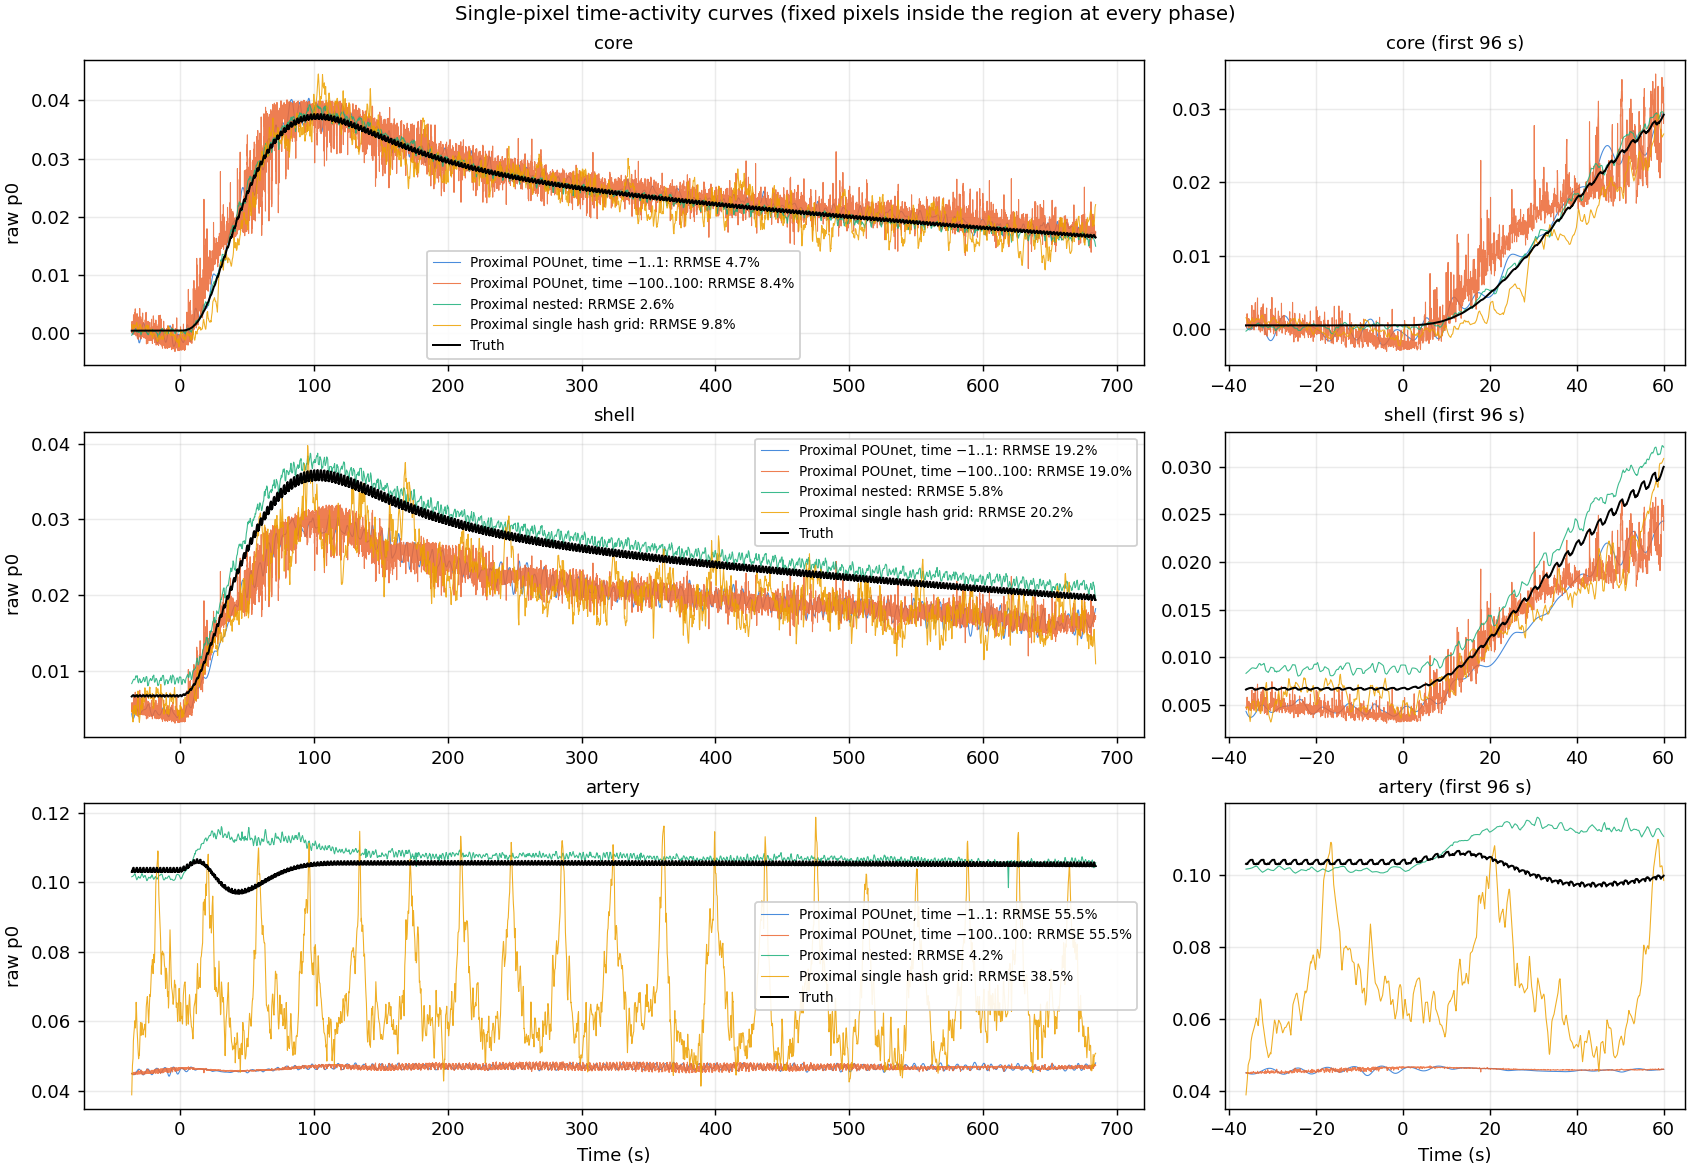 Single-pixel time-activity curves (fixed pixels inside the region at every phase)
core
raw p0
0.04
0.03
0.02
0.01
0.00
0
100
200
300
400
500
600
700
Proximal POUnet, time −1..1: RRMSE 4.7%
Proximal POUnet, time −100..100: RRMSE 8.4%
Proximal nested: RRMSE 2.6%
Proximal single hash grid: RRMSE 9.8%
Truth
core (first 96 s)
0.03
0.02
0.01
0.00
−40
−20
0
20
40
60
shell
raw p0
0.04
0.03
0.02
0.01
0
100
200
300
400
500
600
700
Proximal POUnet, time −1..1: RRMSE 19.2%
Proximal POUnet, time −100..100: RRMSE 19.0%
Proximal nested: RRMSE 5.8%
Proximal single hash grid: RRMSE 20.2%
Truth
shell (first 96 s)
0.030
0.025
0.020
0.015
0.010
0.005
−40
−20
0
20
40
60
artery
raw p0
0.12
0.10
0.08
0.06
0.04
0
100
200
300
400
500
600
700
Time (s)
Proximal POUnet, time −1..1: RRMSE 55.5%
Proximal POUnet, time −100..100: RRMSE 55.5%
Proximal nested: RRMSE 4.2%
Proximal single hash grid: RRMSE 38.5%
Truth
artery (first 96 s)
0.10
0.08
0.06
0.04
−40
−20
0
20
40
60
Time (s)